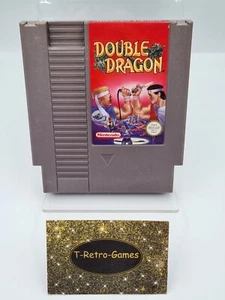 DOUBLE
DRAGON
Nintendo
T-Retro-Games